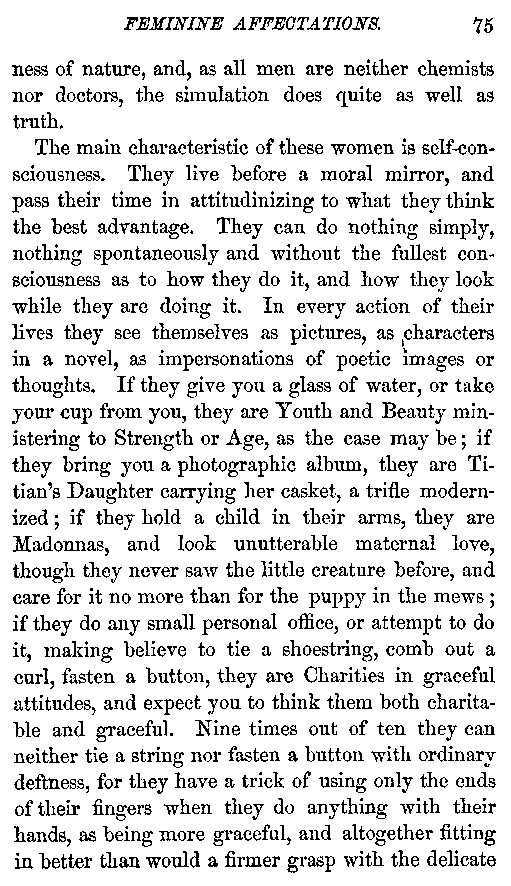 FEMININE AFFECTATIONS. 75
ness of nature, and, as all men are neither chemists
nor doctors, the simulation does quite as well as
truth.
The main characteristic of these women is self-con-
sciousness. They live before a moral mirror, and
pass their time in attitudinizing to what they think
the best advantage. They can do nothing simply,
nothing spontaneously and without the fullest con-
sciousness as to how they do it, and how they look
while they are doing it. In every action of their
lives they see themselves as pictures, as characters
in a novel, as impersonations of poetic images or
thoughts. If they give you a glass of water, or take
your cup from you, they are Youth and Beauty min-
istering to Strength or Age, as the case may be; if
they bring you a photographic album, they are Ti-
tian's Daughter carrying her casket, a trifle modern-
ized; if they hold a child in their arms, they are
Madonnas, and look unutterable maternal love,
though they never saw the little creature before, and
care for it no more than for the puppy in the mews;
if they do any small personal office, or attempt to do
it, making believe to tie a shoestring, comb out a
curl, fasten a button, they are Charities in graceful
attitudes, and expect you to think them both charita-
ble and graceful. Nine times out of ten they can
neither tie a string nor fasten a button with ordinary
deftness, for they have a trick of using only the ends
of their fingers when they do anything with their
hands, as being more graceful, and altogether fitting
in better than would a firmer grasp with the delicate